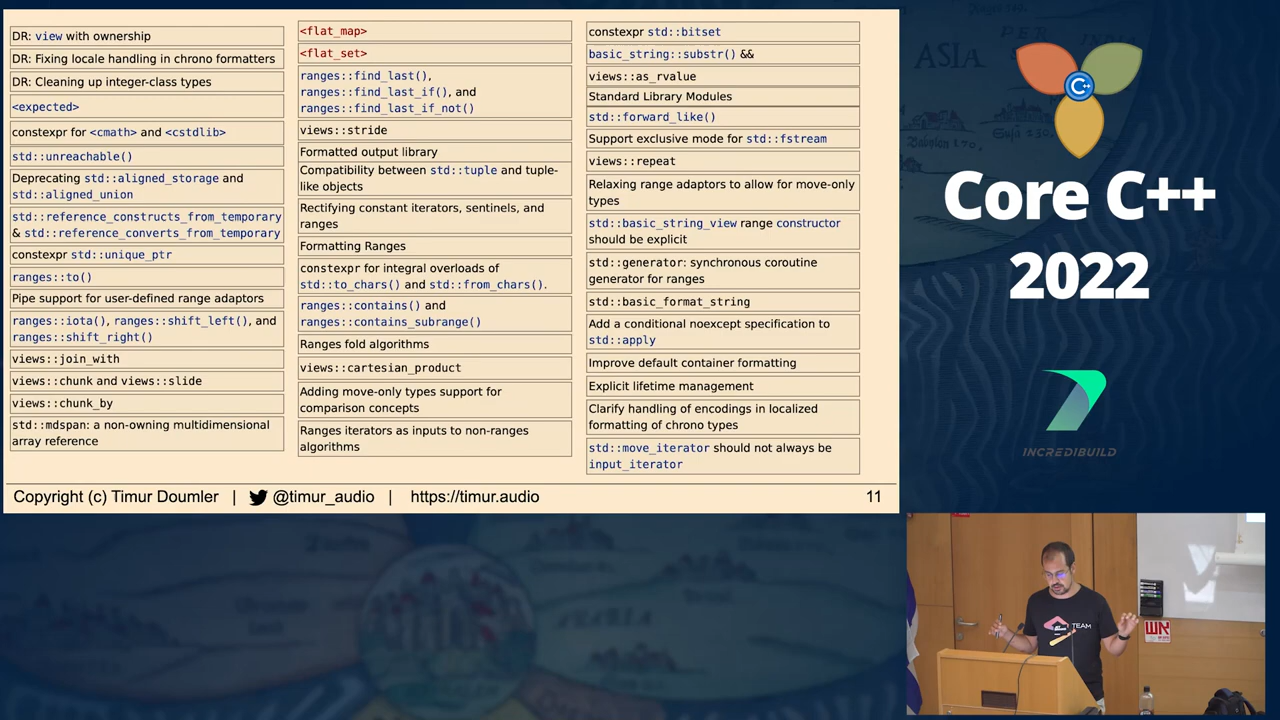 DR: view with ownership
DR: Fixing locale handling in chrono formatters
DR: Cleaning up integer-class types
<expected>
constexpr for <cmath> and <cstdlib>
std::unreachable()
Deprecating std::aligned_storage and
std::aligned_union
std::reference_constructs_from_temporary
& std::reference_converts_from_temporary
constexpr std::unique_ptr
ranges::to()
Pipe support for user-defined range adaptors
ranges::iota(), ranges::shift_left(), and
ranges::shift_right()
views::join_with
views::chunk and views::slide
views::chunk_by
std::mdspan: a non-owning multidimensional
array reference
<flat_map>
<flat_set>
ranges::find_last(),
ranges::find_last_if(), and
ranges::find_last_if_not()
views::stride
Formatted output library
Compatibility between std::tuple and tuple-
like objects
Rectifying constant iterators, sentinels, and
ranges
Formatting Ranges
constexpr for integral overloads of
std::to_chars() and std::from_chars().
ranges::contains() and
ranges::contains_subrange()
Ranges fold algorithms
views::cartesian_product
Adding move-only types support for
comparison concepts
Ranges iterators as inputs to non-ranges
algorithms
constexpr std::bitset
basic_string::substr() &&
views::as_rvalue
Standard Library Modules
std::forward_like()
Support exclusive mode for std::fstream
views::repeat
Relaxing range adaptors to allow for move-only
types
std::basic_string_view range constructor
should be explicit
std::generator: synchronous coroutine
generator for ranges
std::basic_format_string
Add a conditional noexcept specification to
std::apply
Improve default container formatting
Explicit lifetime management
Clarify handling of encodings in localized
formatting of chrono types
std::move_iterator should not always be
input_iterator
Copyright (c) Timur Doumler | @timur_audio | https://timur.audio 11
C++
Core C++
2022
INCREDIBUILD
ASIA
ARABIA
TEAM